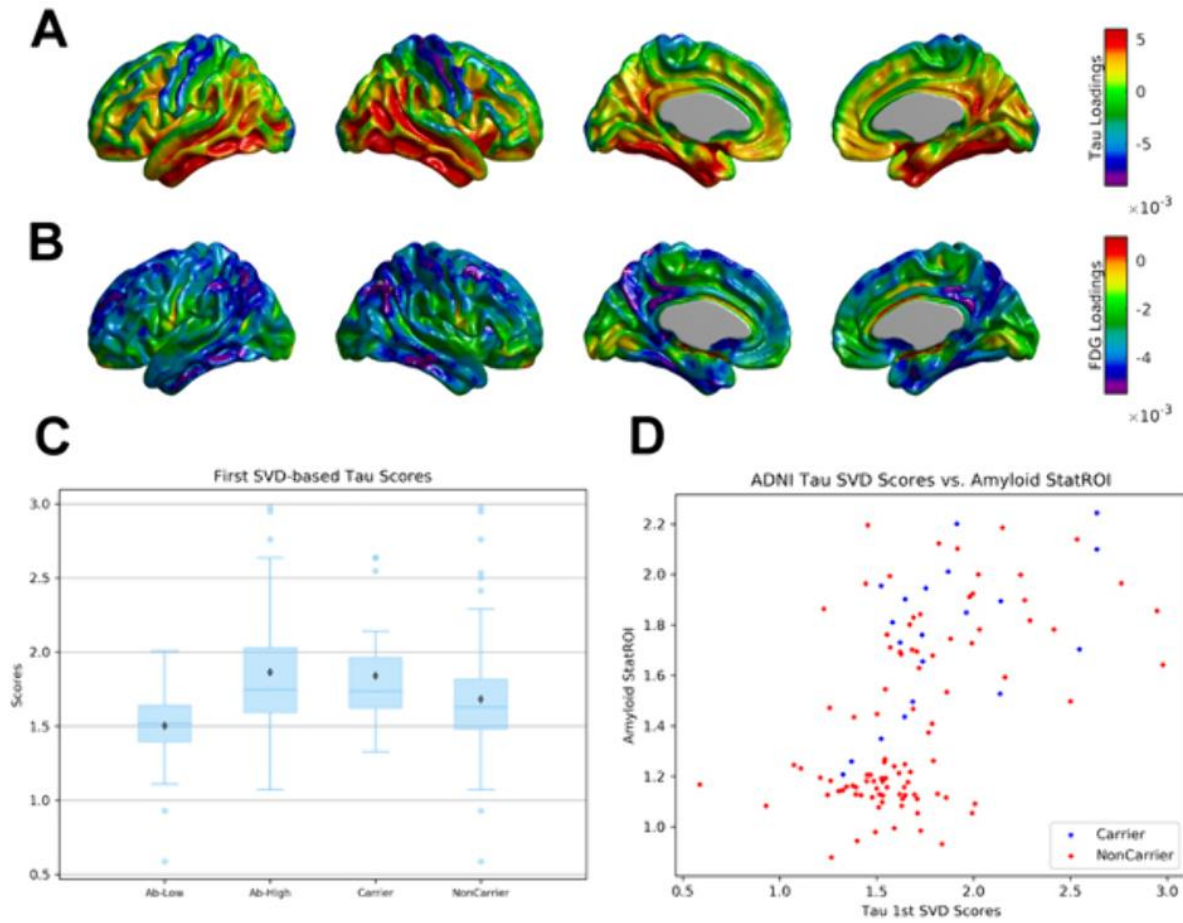 A
5
0
-5
Tau Loadings
×10⁻³
B
0
-2
-4
FDG Loadings
×10⁻³
C
First SVD-based Tau Scores
3.0
2.5
2.0
1.5
1.0
0.5
Scores
Ab-Low Ab-High Carrier NonCarrier
D
ADNI Tau SVD Scores vs. Amyloid StatROI
2.2
2.0
1.8
1.6
1.4
1.2
1.0
Amyloid StatROI
Carrier
NonCarrier
0.5 1.0 1.5 2.0 2.5 3.0
Tau 1st SVD Scores